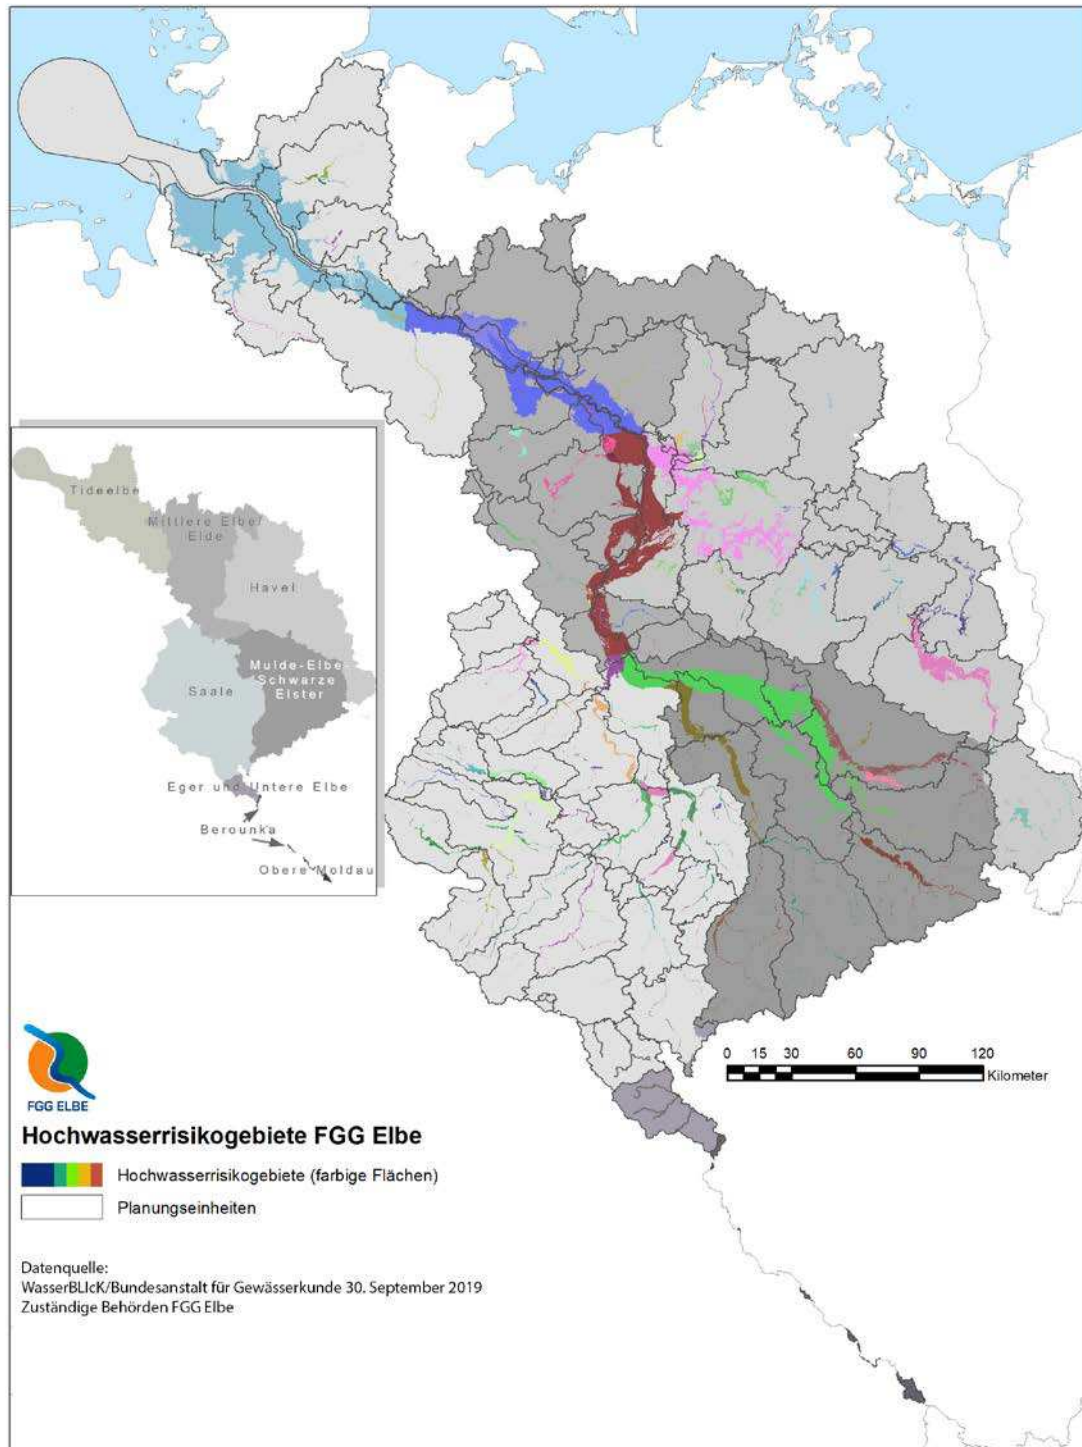 Tideelbe
Mittlere Elbe/
Elde
Havel
Mulde-Elbe-
Schwarze
Elster
Saale
Eger und Untere Elbe
Berounka
Obere Moldau
FGG ELBE
0 15 30 60 90 120
Kilometer
Hochwasserrisikogebiete FGG Elbe
Hochwasserrisikogebiete (farbige Flächen)
Planungseinheiten
Datenquelle:
WasserBLIcK/Bundesanstalt für Gewässerkunde 30. September 2019
Zuständige Behörden FGG Elbe